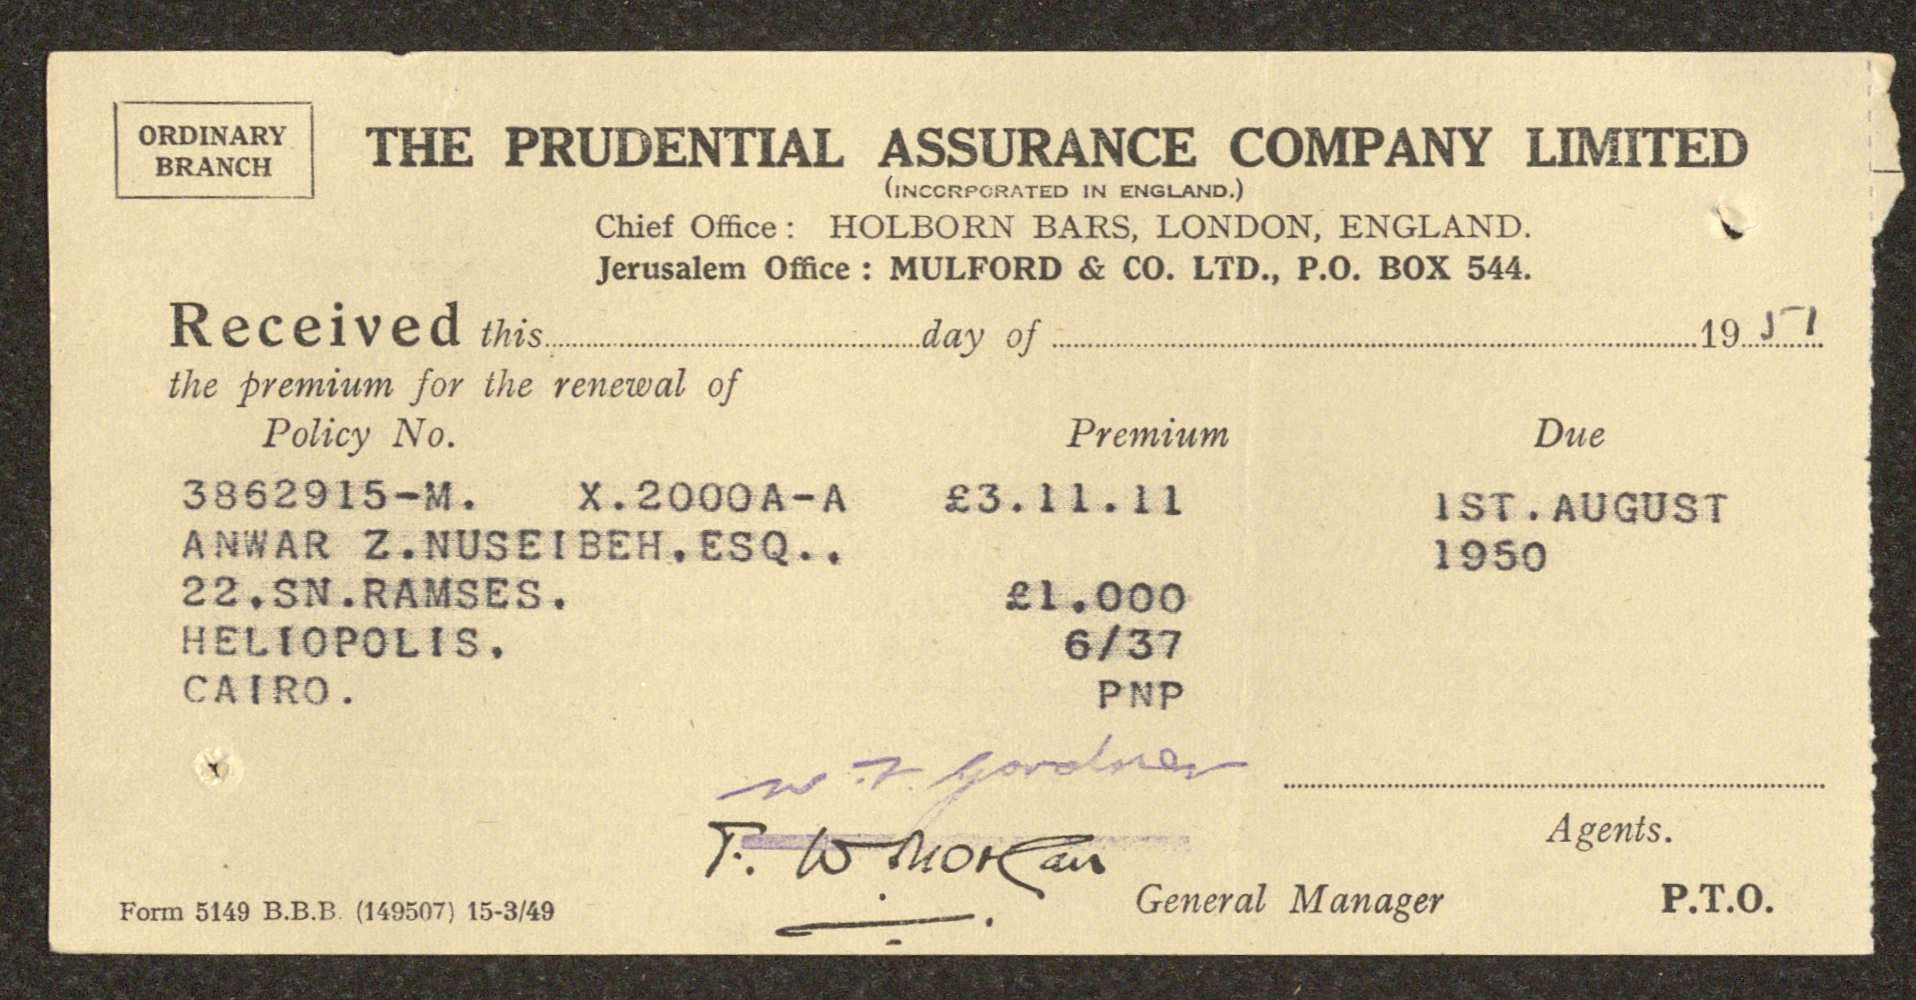 ORDINARY
BRANCH
THE PRUDENTIAL ASSURANCE COMPANY LIMITED
(INCORPORATED IN ENGLAND.)
Chief Office : HOLBORN BARS, LONDON, ENGLAND.
Jerusalem Office : MULFORD & CO. LTD., P.O. BOX 544.
Received this day of 19 51
the premium for the renewal of
Policy No. Premium Due
3862915-M. X.2000A-A £3.11.11 1ST.AUGUST
ANWAR Z.NUSEIBEH.ESQ.. 1950
22.SN.RAMSES. £1.000
HELIOPOLIS. 6/37
CAIRO. PNP
W F. Gardner
F. W Morgan
Agents.
General Manager P.T.O.
Form 5149 B.B.B. (149507) 15-3/49